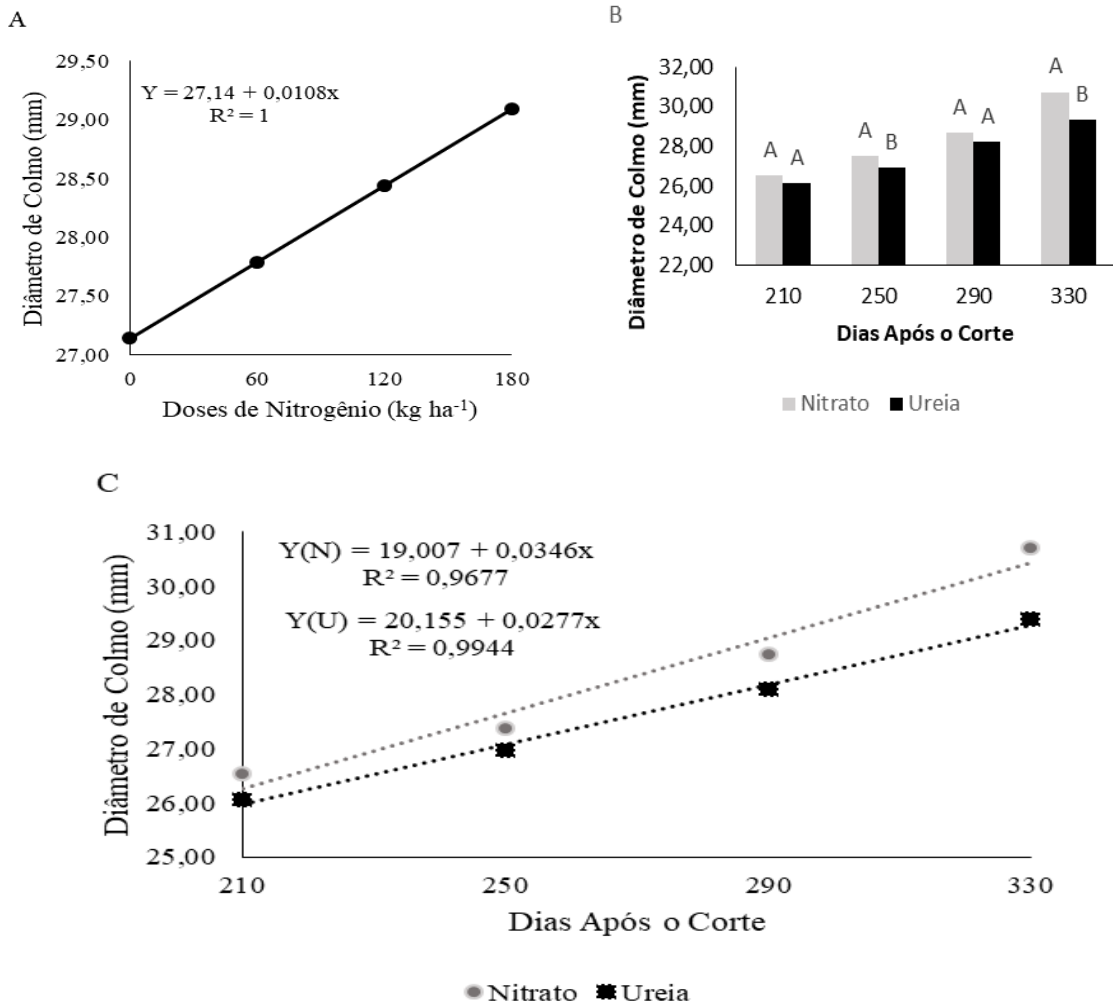 A
Diâmetro de Colmo (mm)
29,50
29,00
28,50
28,00
27,50
27,00
Y = 27,14 + 0,0108x
R² = 1
0 60 120 180
Doses de Nitrogênio (kg ha⁻¹)
B
Diâmetro de Colmo (mm)
32,00
30,00
28,00
26,00
24,00
22,00
A A A B A A A B
210 250 290 330
Dias Após o Corte
Nitrato Ureia
C
Diâmetro de Colmo (mm)
31,00
30,00
29,00
28,00
27,00
26,00
25,00
Y(N) = 19,007 + 0,0346x
R² = 0,9677
Y(U) = 20,155 + 0,0277x
R² = 0,9944
210 250 290 330
Dias Após o Corte
Nitrato Ureia